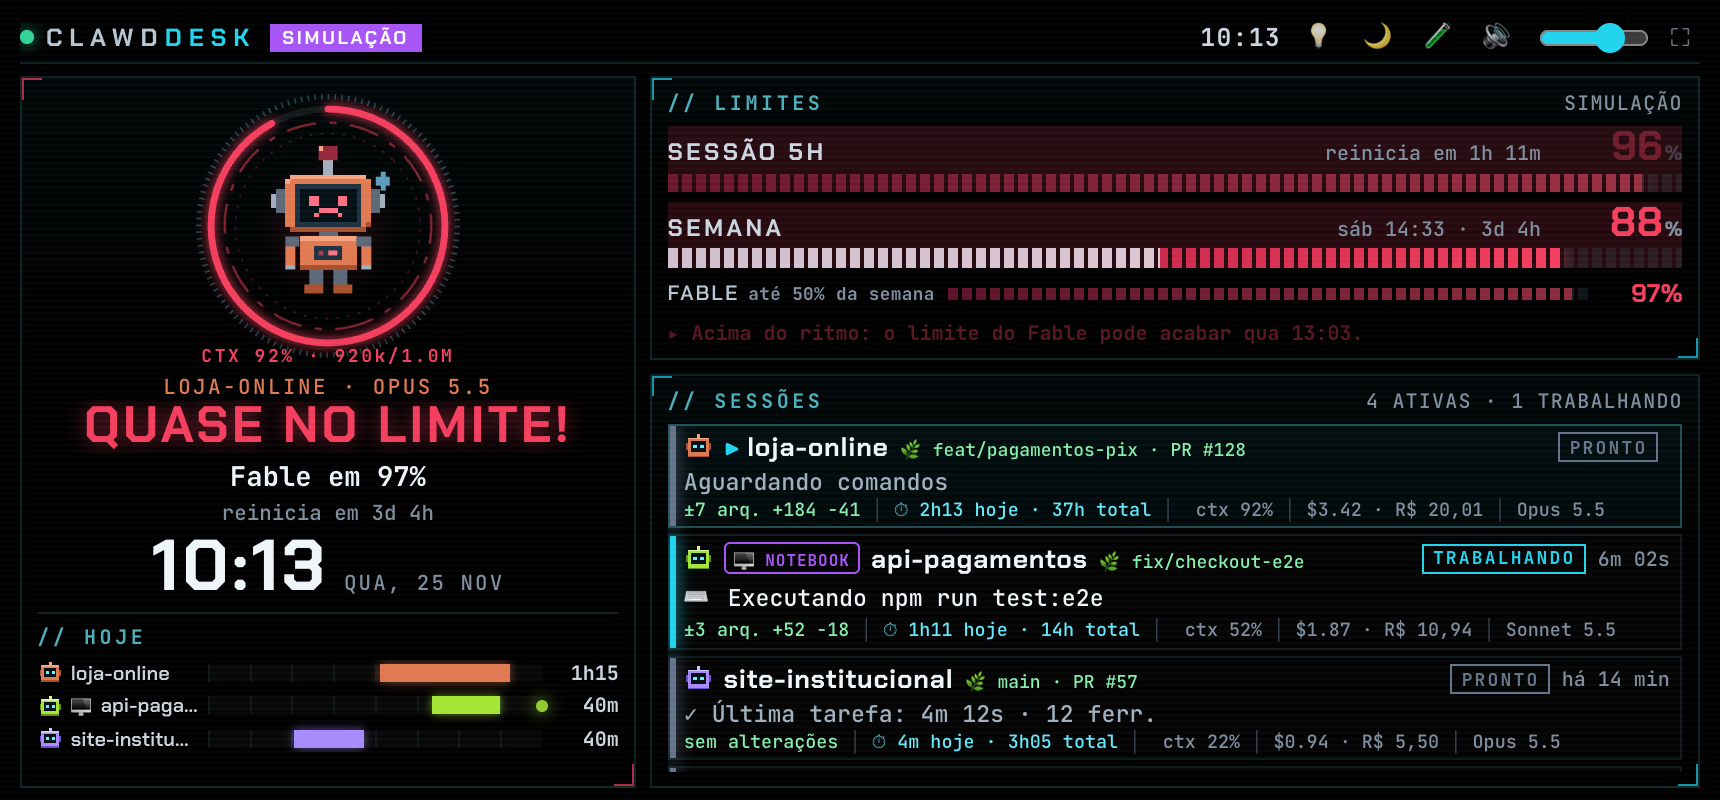 CLAWDDESK SIMULAÇÃO
10:13
CTX 92% · 920k/1.0M
LOJA-ONLINE · OPUS 5.5
QUASE NO LIMITE!
Fable em 97%
reinicia em 3d 4h
10:13 QUA, 25 NOV
// HOJE
loja-online 1h15
api-paga... 40m
site-institu... 40m
// LIMITES SIMULAÇÃO
SESSÃO 5H reinicia em 1h 11m 96%
SEMANA sáb 14:33 · 3d 4h 88%
FABLE até 50% da semana 97%
▸ Acima do ritmo: o limite do Fable pode acabar qua 13:03.
// SESSÕES 4 ATIVAS · 1 TRABALHANDO
▶ loja-online 🌿 feat/pagamentos-pix · PR #128 PRONTO
Aguardando comandos
±7 arq. +184 -41 ⏱ 2h13 hoje · 37h total ctx 92% $3.42 · R$ 20,01 Opus 5.5
NOTEBOOK api-pagamentos 🌿 fix/checkout-e2e TRABALHANDO 6m 02s
Executando npm run test:e2e
±3 arq. +52 -18 ⏱ 1h11 hoje · 14h total ctx 52% $1.87 · R$ 10,94 Sonnet 5.5
site-institucional 🌿 main · PR #57 PRONTO há 14 min
✓ Última tarefa: 4m 12s · 12 ferr.
sem alterações ⏱ 4m hoje · 3h05 total ctx 22% $0.94 · R$ 5,50 Opus 5.5